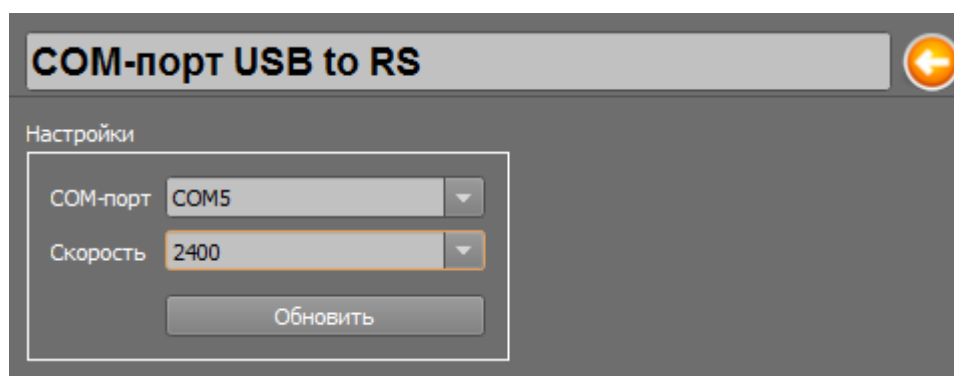 COM-порт USB to RS
Настройки
COM-порт COM5
Скорость 2400
Обновить